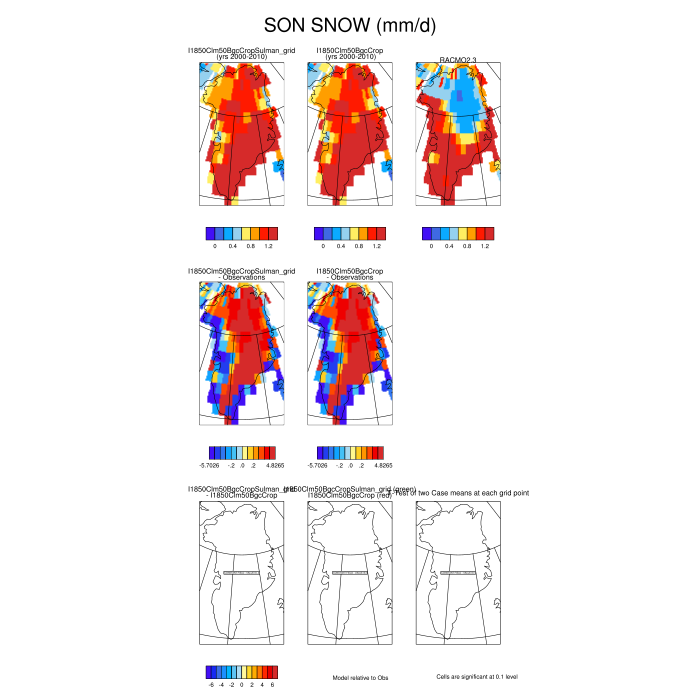 SON SNOW (mm/d)
I1850Clm50BgcCropSulman_grid
(yrs 2000-2010)
I1850Clm50BgcCrop
(yrs 2000-2010)
RACMO2.3
0 0.4 0.8 1.2
0 0.4 0.8 1.2
0 0.4 0.8 1.2
I1850Clm50BgcCropSulman_grid
- Observations
I1850Clm50BgcCrop
- Observations
-5.7026 -.2 .0 .2 4.8265
-5.7026 -.2 .0 .2 4.8265
I1850Clm50BgcCropSulman_grid
- I1850Clm50BgcCrop
I1850Clm50BgcCropSulman_grid (green)
I1850Clm50BgcCrop (red)
T-Test of two Case means at each grid point
-6 -4 -2 0 2 4 6
Model relative to Obs
Cells are significant at 0.1 level